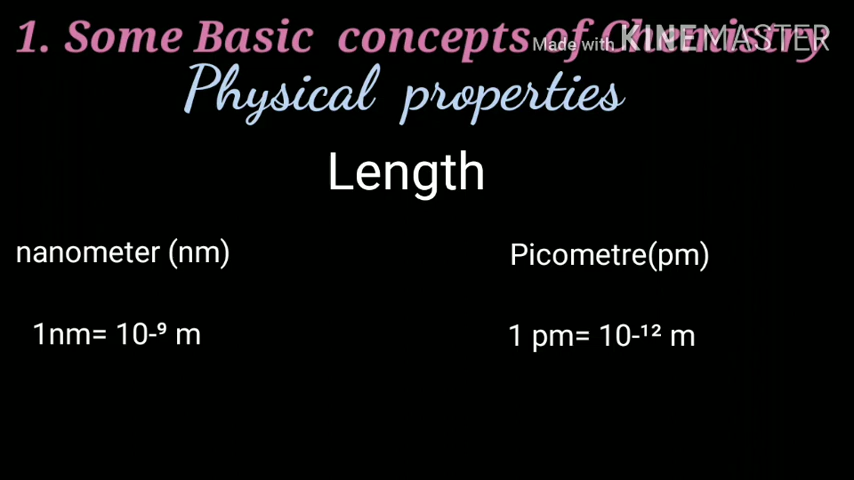 1. Some Basic concepts of Chemistry
Made with KINEMASTER
Physical properties
Length
nanometer (nm)
Picometre(pm)
1nm= 10-⁹ m
1 pm= 10-¹² m